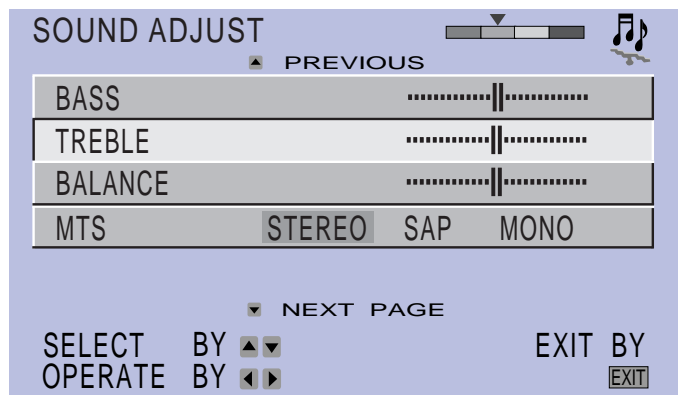 SOUND ADJUST
PREVIOUS
BASS
TREBLE
BALANCE
MTS STEREO SAP MONO
NEXT PAGE
SELECT BY EXIT BY
OPERATE BY EXIT